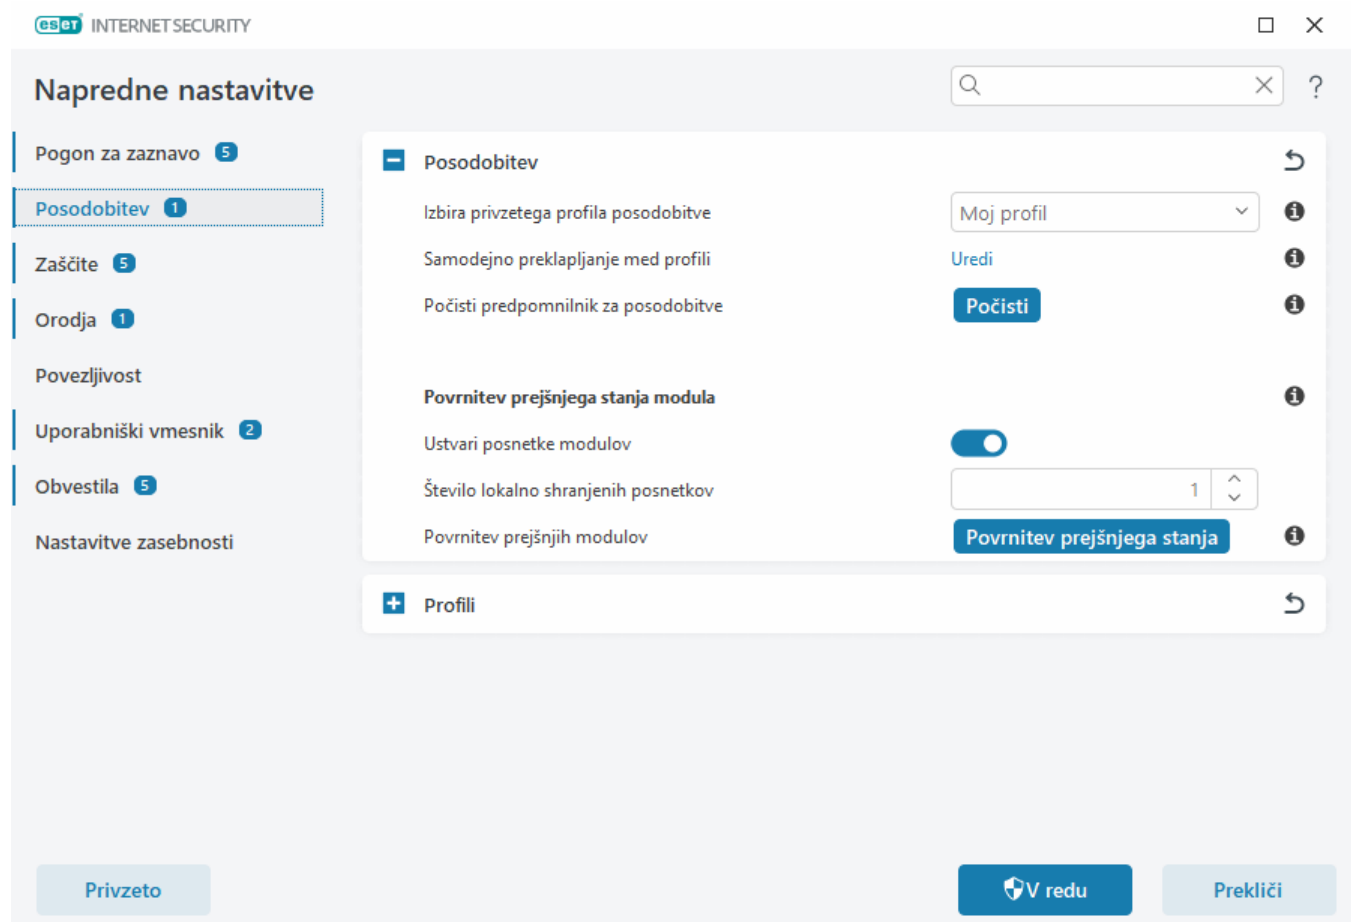 eset INTERNET SECURITY
Napredne nastavitve
?
Pogon za zaznavo 5
Posodobitev 1
Zaščite 5
Orodja 1
Povezljivost
Uporabniški vmesnik 2
Obvestila 5
Nastavitve zasebnosti
Posodobitev
Izbira privzetega profila posodobitve Moj profil
Samodejno preklapljanje med profili Uredi
Počisti predpomnilnik za posodobitve Počisti
Povrnitev prejšnjega stanja modula
Ustvari posnetke modulov
Število lokalno shranjenih posnetkov 1
Povrnitev prejšnjih modulov Povrnitev prejšnjega stanja
Profili
Privzeto V redu Prekliči